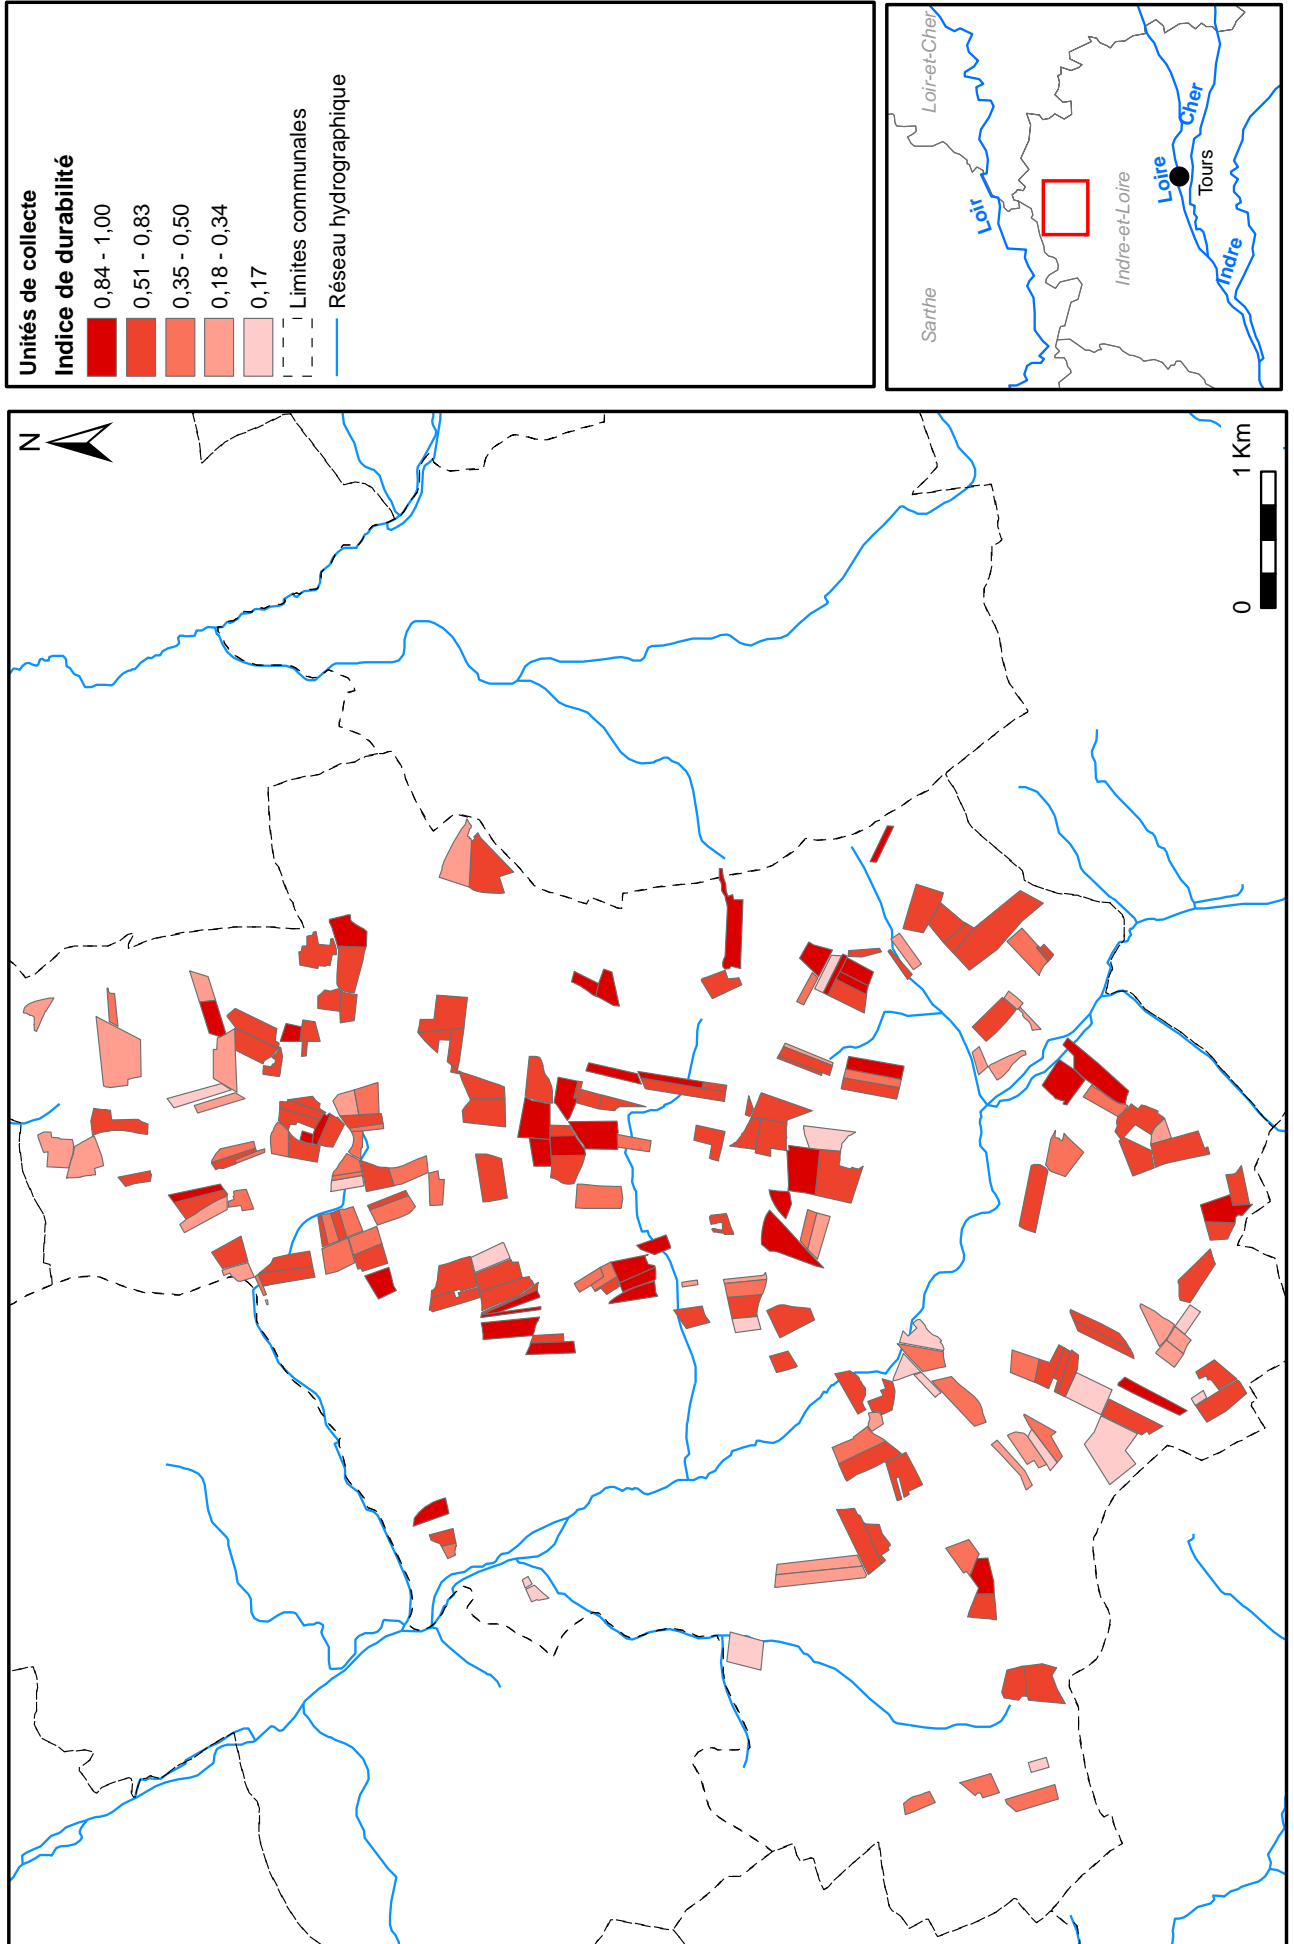 Unités de collecte
Indice de durabilité
0,84 - 1,00
0,51 - 0,83
0,35 - 0,50
0,18 - 0,34
0,17
Limites communales
Réseau hydrographique
Sarthe
Loir-et-Cher
Loir
Indre-et-Loire
Loire
Cher
Tours
Indre
N
0 1 Km